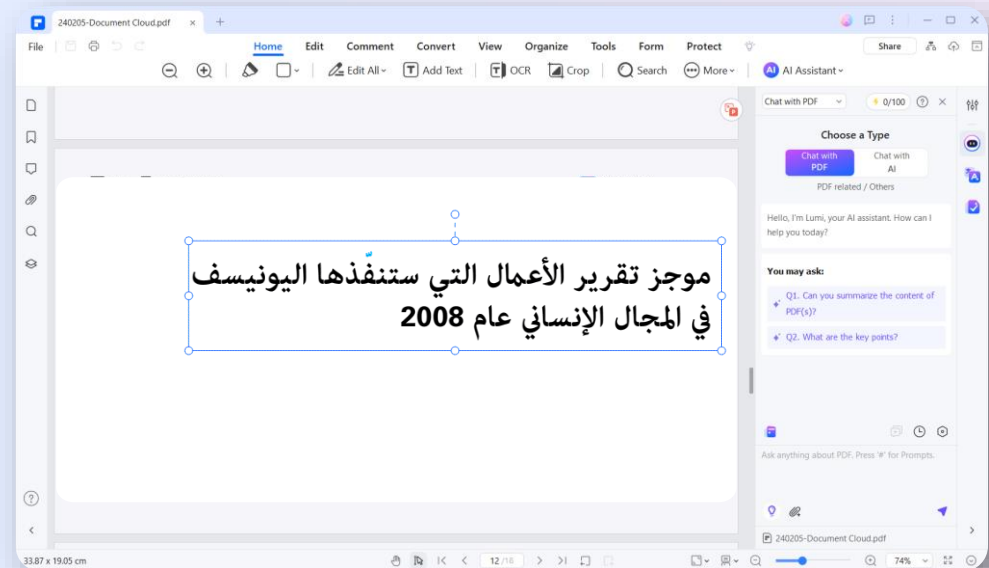 240205-Document Cloud.pdf
File
Home Edit Comment Convert View Organize Tools Form Protect
Share
Edit All
Add Text
OCR
Crop
Search
More
AI Assistant
Chat with PDF
0/100
Choose a Type
Chat with
PDF
Chat with
AI
PDF related / Others
Hello, I'm Lumi, your AI assistant. How can I
help you today?
You may ask:
Q1. Can you summarize the content of
PDF(s)?
Q2. What are the key points?
موجز تقرير الأعمال التي ستنفّذها اليونيسف
في المجال الإنساني عام 2008
Ask anything about PDF. Press '#' for Prompts.
240205-Document Cloud.pdf
33.87 x 19.05 cm
12 /18
74%